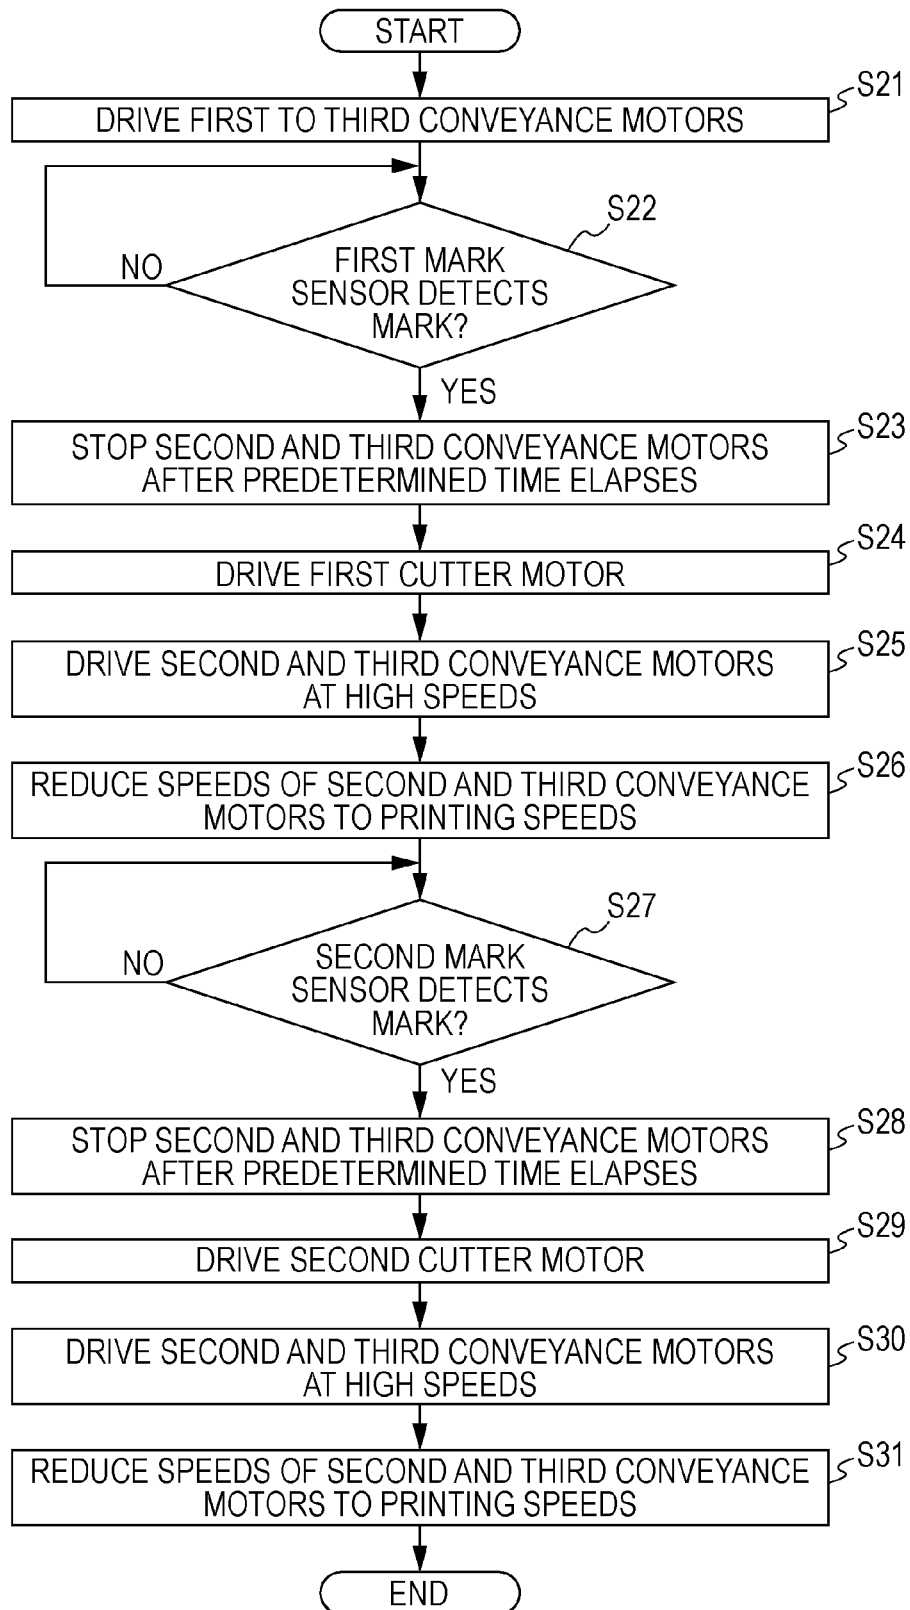 START
S21
DRIVE FIRST TO THIRD CONVEYANCE MOTORS
S22
FIRST MARK
SENSOR DETECTS
MARK?
NO
YES
S23
STOP SECOND AND THIRD CONVEYANCE MOTORS
AFTER PREDETERMINED TIME ELAPSES
S24
DRIVE FIRST CUTTER MOTOR
S25
DRIVE SECOND AND THIRD CONVEYANCE MOTORS
AT HIGH SPEEDS
S26
REDUCE SPEEDS OF SECOND AND THIRD CONVEYANCE
MOTORS TO PRINTING SPEEDS
S27
SECOND MARK
SENSOR DETECTS
MARK?
NO
YES
S28
STOP SECOND AND THIRD CONVEYANCE MOTORS
AFTER PREDETERMINED TIME ELAPSES
S29
DRIVE SECOND CUTTER MOTOR
S30
DRIVE SECOND AND THIRD CONVEYANCE MOTORS
AT HIGH SPEEDS
S31
REDUCE SPEEDS OF SECOND AND THIRD CONVEYANCE
MOTORS TO PRINTING SPEEDS
END